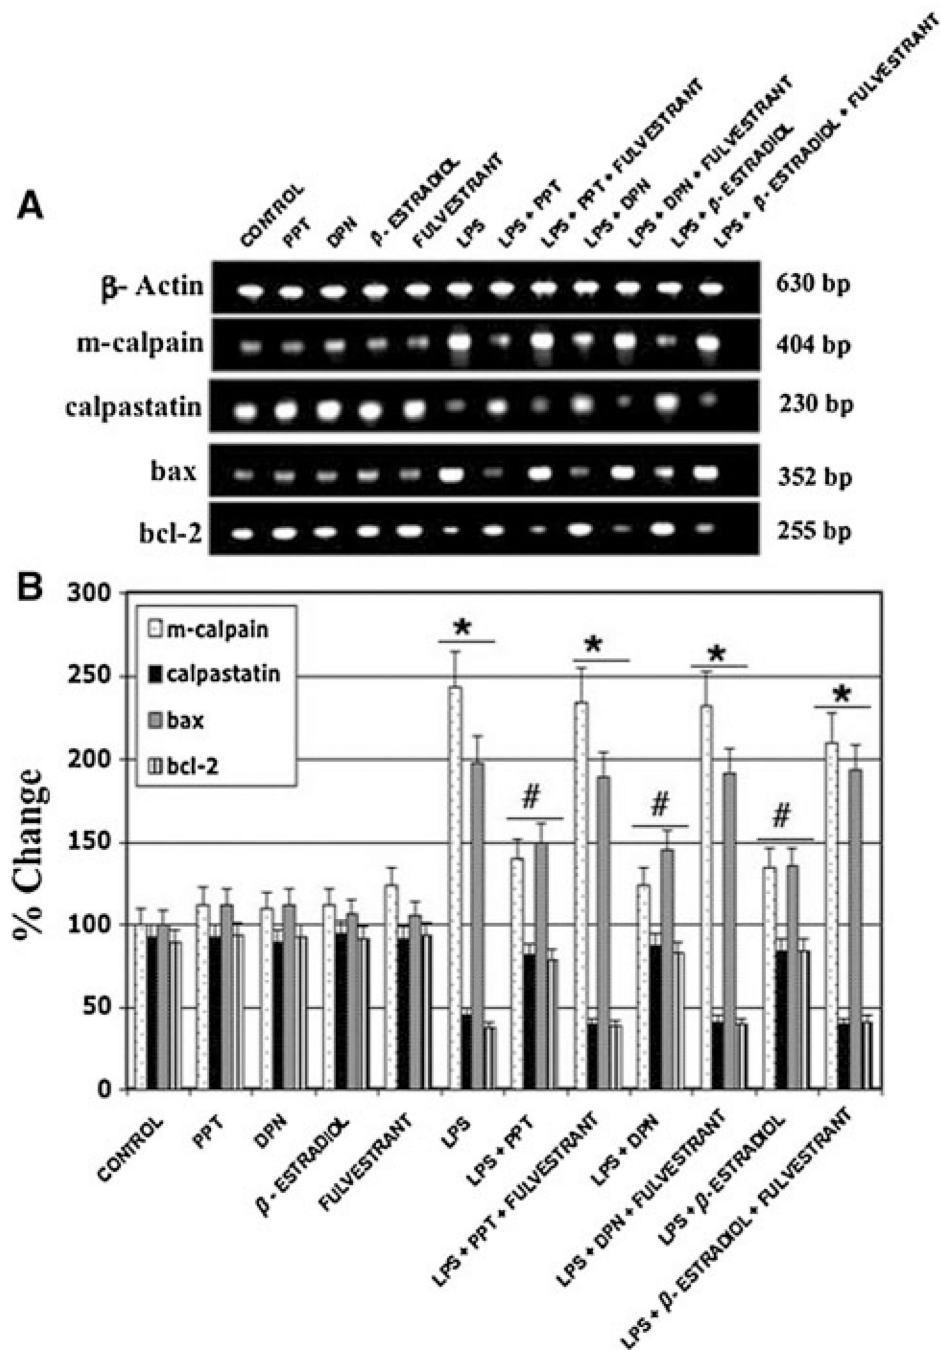 A
CONTROL
PPT
DPN
β- ESTRADIOL
FULVESTRANT
LPS
LPS + PPT
LPS + PPT + FULVESTRANT
LPS + DPN
LPS + DPN + FULVESTRANT
LPS + β- ESTRADIOL
LPS + β- ESTRADIOL + FULVESTRANT
β- Actin 630 bp
m-calpain 404 bp
calpastatin 230 bp
bax 352 bp
bcl-2 255 bp
B
% Change
300
250
200
150
100
50
0
m-calpain
calpastatin
bax
bcl-2
*
#
*
#
*
#
*
CONTROL
PPT
DPN
β- ESTRADIOL
FULVESTRANT
LPS
LPS + PPT
LPS + PPT + FULVESTRANT
LPS + DPN
LPS + DPN + FULVESTRANT
LPS + β- ESTRADIOL
LPS + β- ESTRADIOL + FULVESTRANT